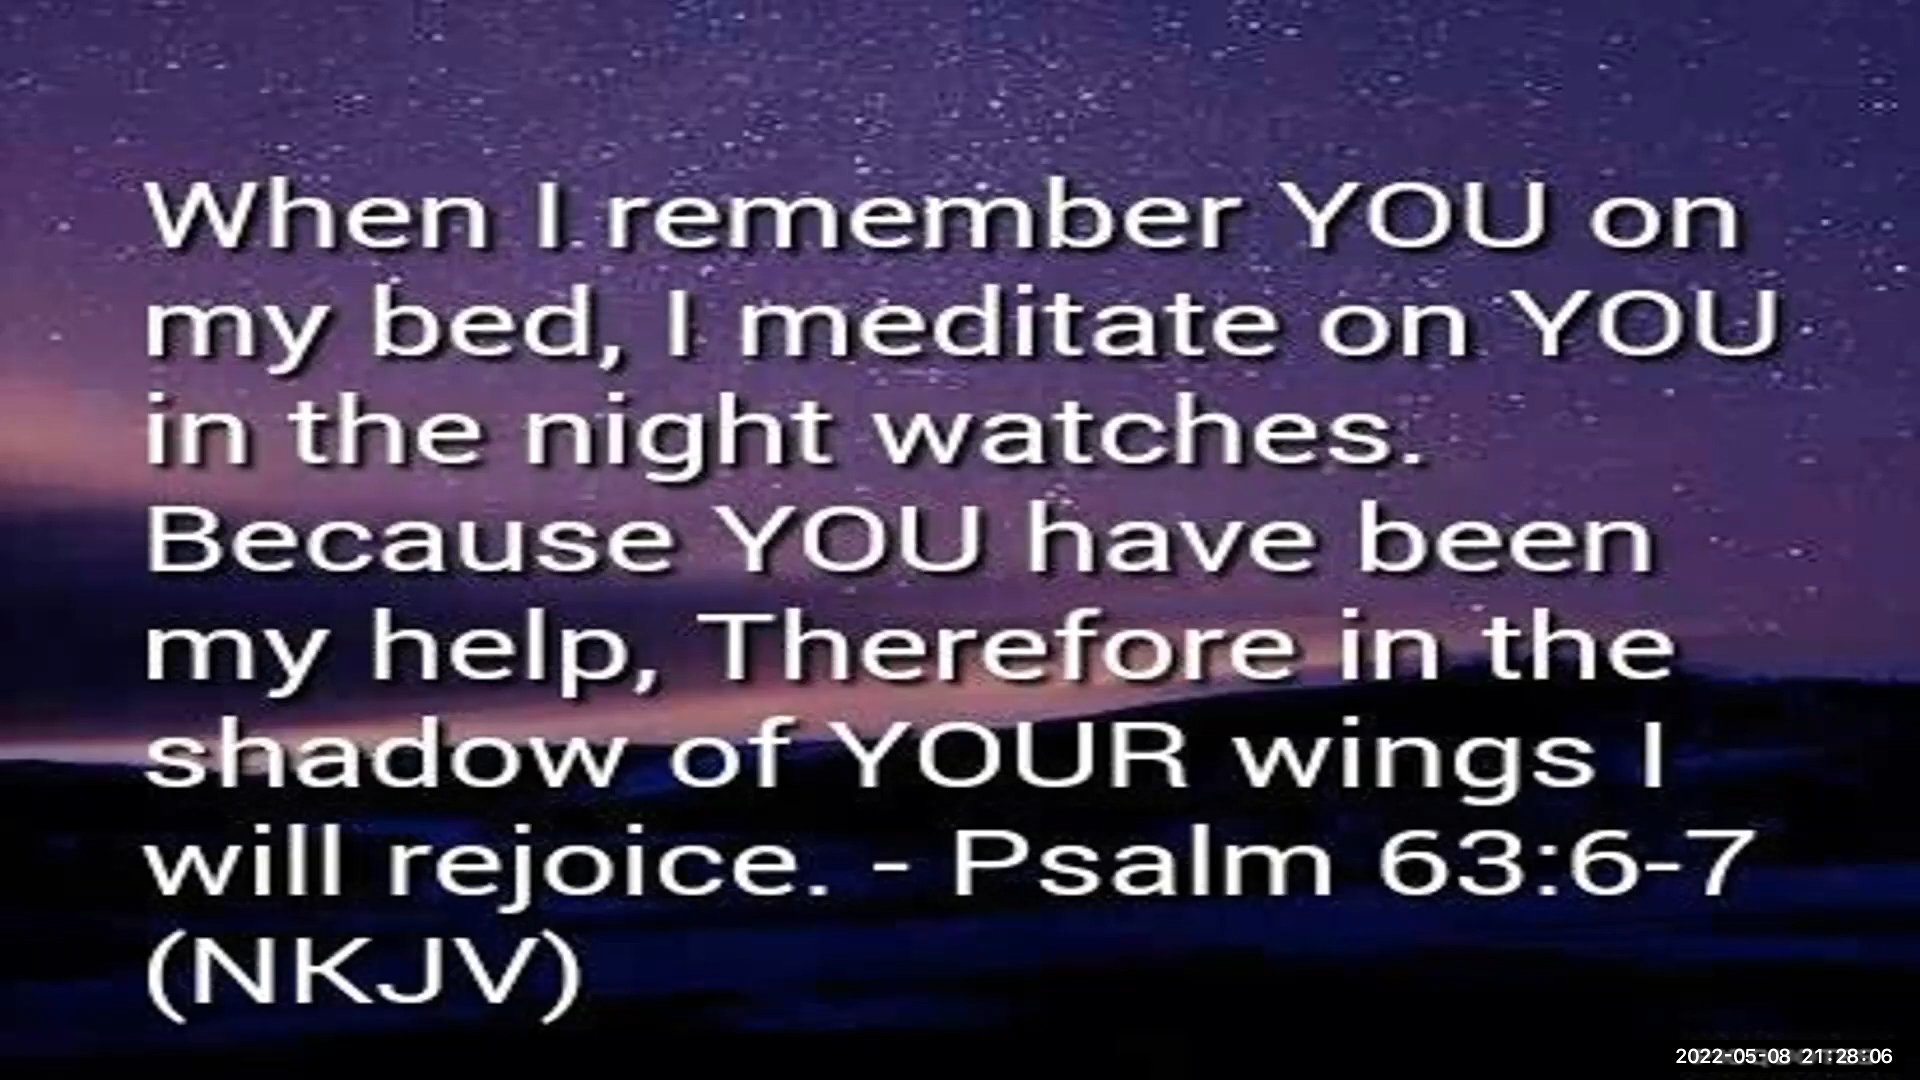 When I remember YOU on
my bed, I meditate on YOU
in the night watches.
Because YOU have been
my help, Therefore in the
shadow of YOUR wings I
will rejoice. - Psalm 63:6-7
(NKJV)
2022-05-08 21:28:06